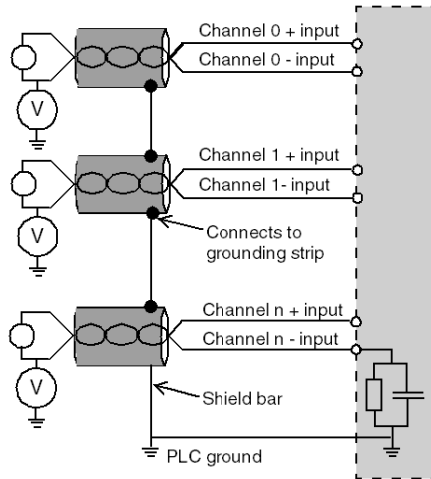 Channel 0 + input
Channel 0 - input
V
Channel 1 + input
Channel 1- input
V
Connects to
grounding strip
Channel n + input
Channel n - input
V
Shield bar
PLC ground